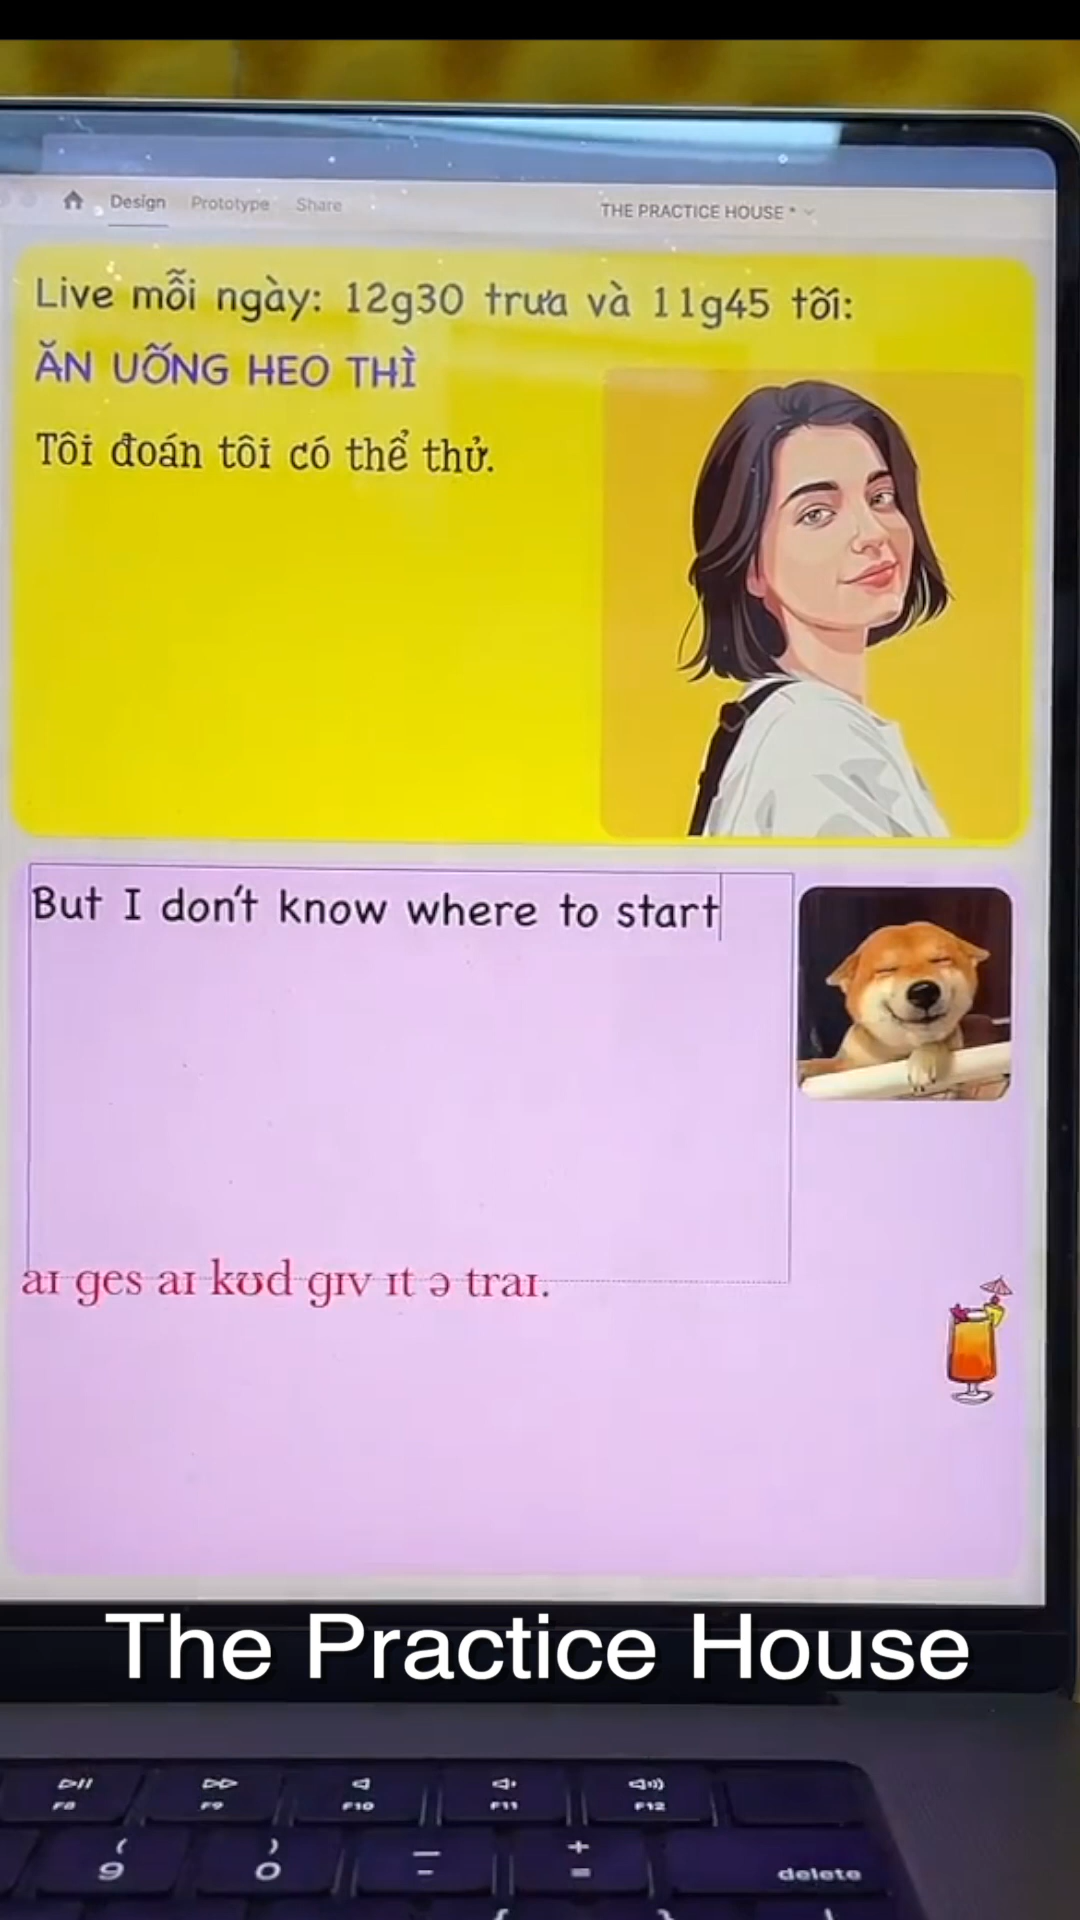 Design Prototype Share
THE PRACTICE HOUSE *
Live mỗi ngày: 12g30 trưa và 11g45 tối:
ĂN UỐNG HEO THÌ
Tôi đoán tôi có thể thử.
But I don't know where to start
aɪ ges aɪ kʊd gɪv ɪt ə traɪ.
The Practice House
F8 F9 F10 F11 F12
( ) — +
9 0 - = delete